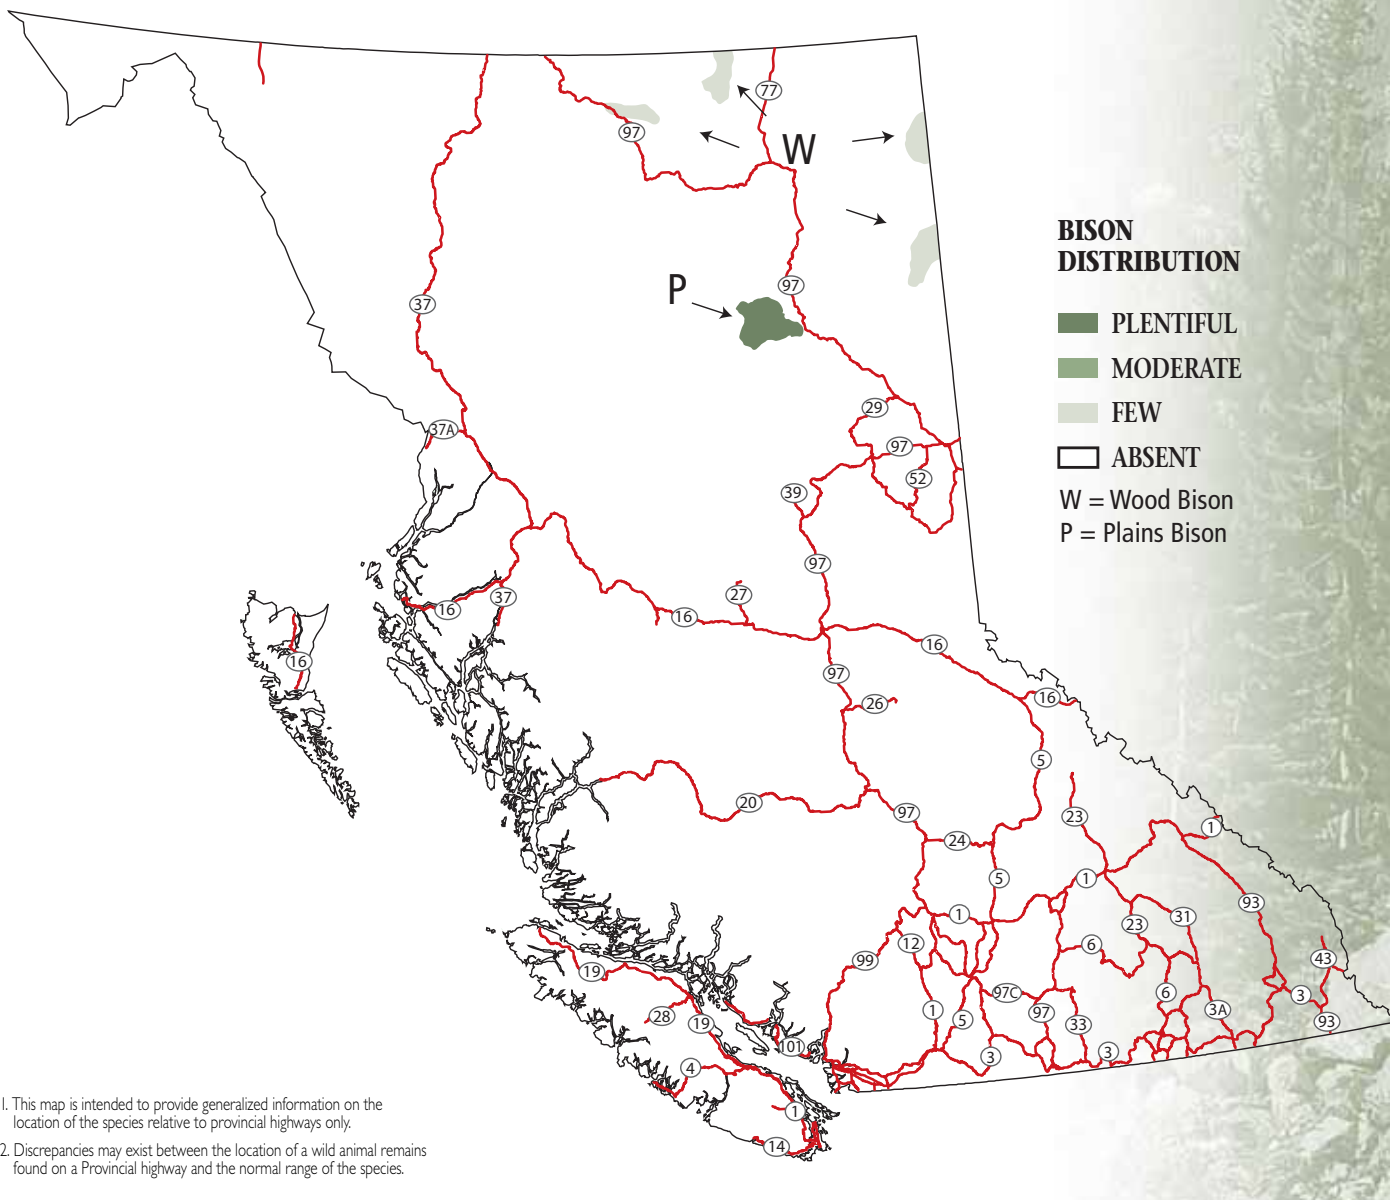 77
97
W
37
P
97
BISON
DISTRIBUTION
PLENTIFUL
MODERATE
FEW
ABSENT
W = Wood Bison
P = Plains Bison
29
37A
97
52
39
97
27
16
37
16
16
16
97
16
26
5
20
97
23
1
24
5
1
1
93
31
23
12
99
6
43
19
97C
6
3
28
19
1
5
97
33
3A
93
101
3
3
4
1
14
1. This map is intended to provide generalized information on the
location of the species relative to provincial highways only.
2. Discrepancies may exist between the location of a wild animal remains
found on a Provincial highway and the normal range of the species.